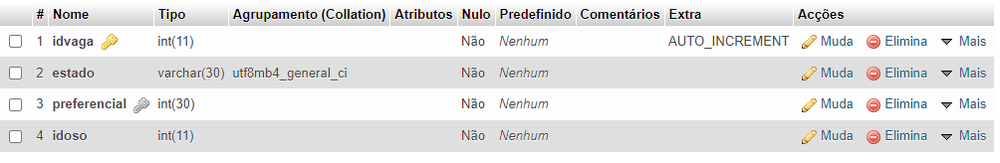 # Nome Tipo Agrupamento (Collation) Atributos Nulo Predefinido Comentários Extra Acções
1 idvaga int(11) Não Nenhum AUTO_INCREMENT Muda Elimina Mais
2 estado varchar(30) utf8mb4_general_ci Não Nenhum Muda Elimina Mais
3 preferencial int(30) Não Nenhum Muda Elimina Mais
4 idoso int(11) Não Nenhum Muda Elimina Mais